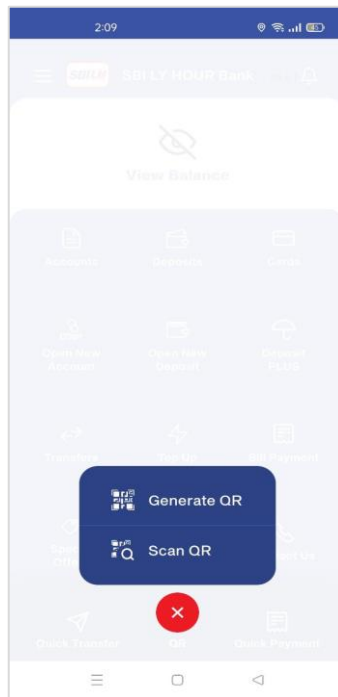 2:09
SBI LY HOUR Bank
View Balance
Accounts
Deposits
Cards
Open New
Account
Open New
Deposit
Deposit
PLUS
Transfers
Top Up
Bill Payment
Generate QR
Scan QR
Quick Transfer
QR
Quick Payment